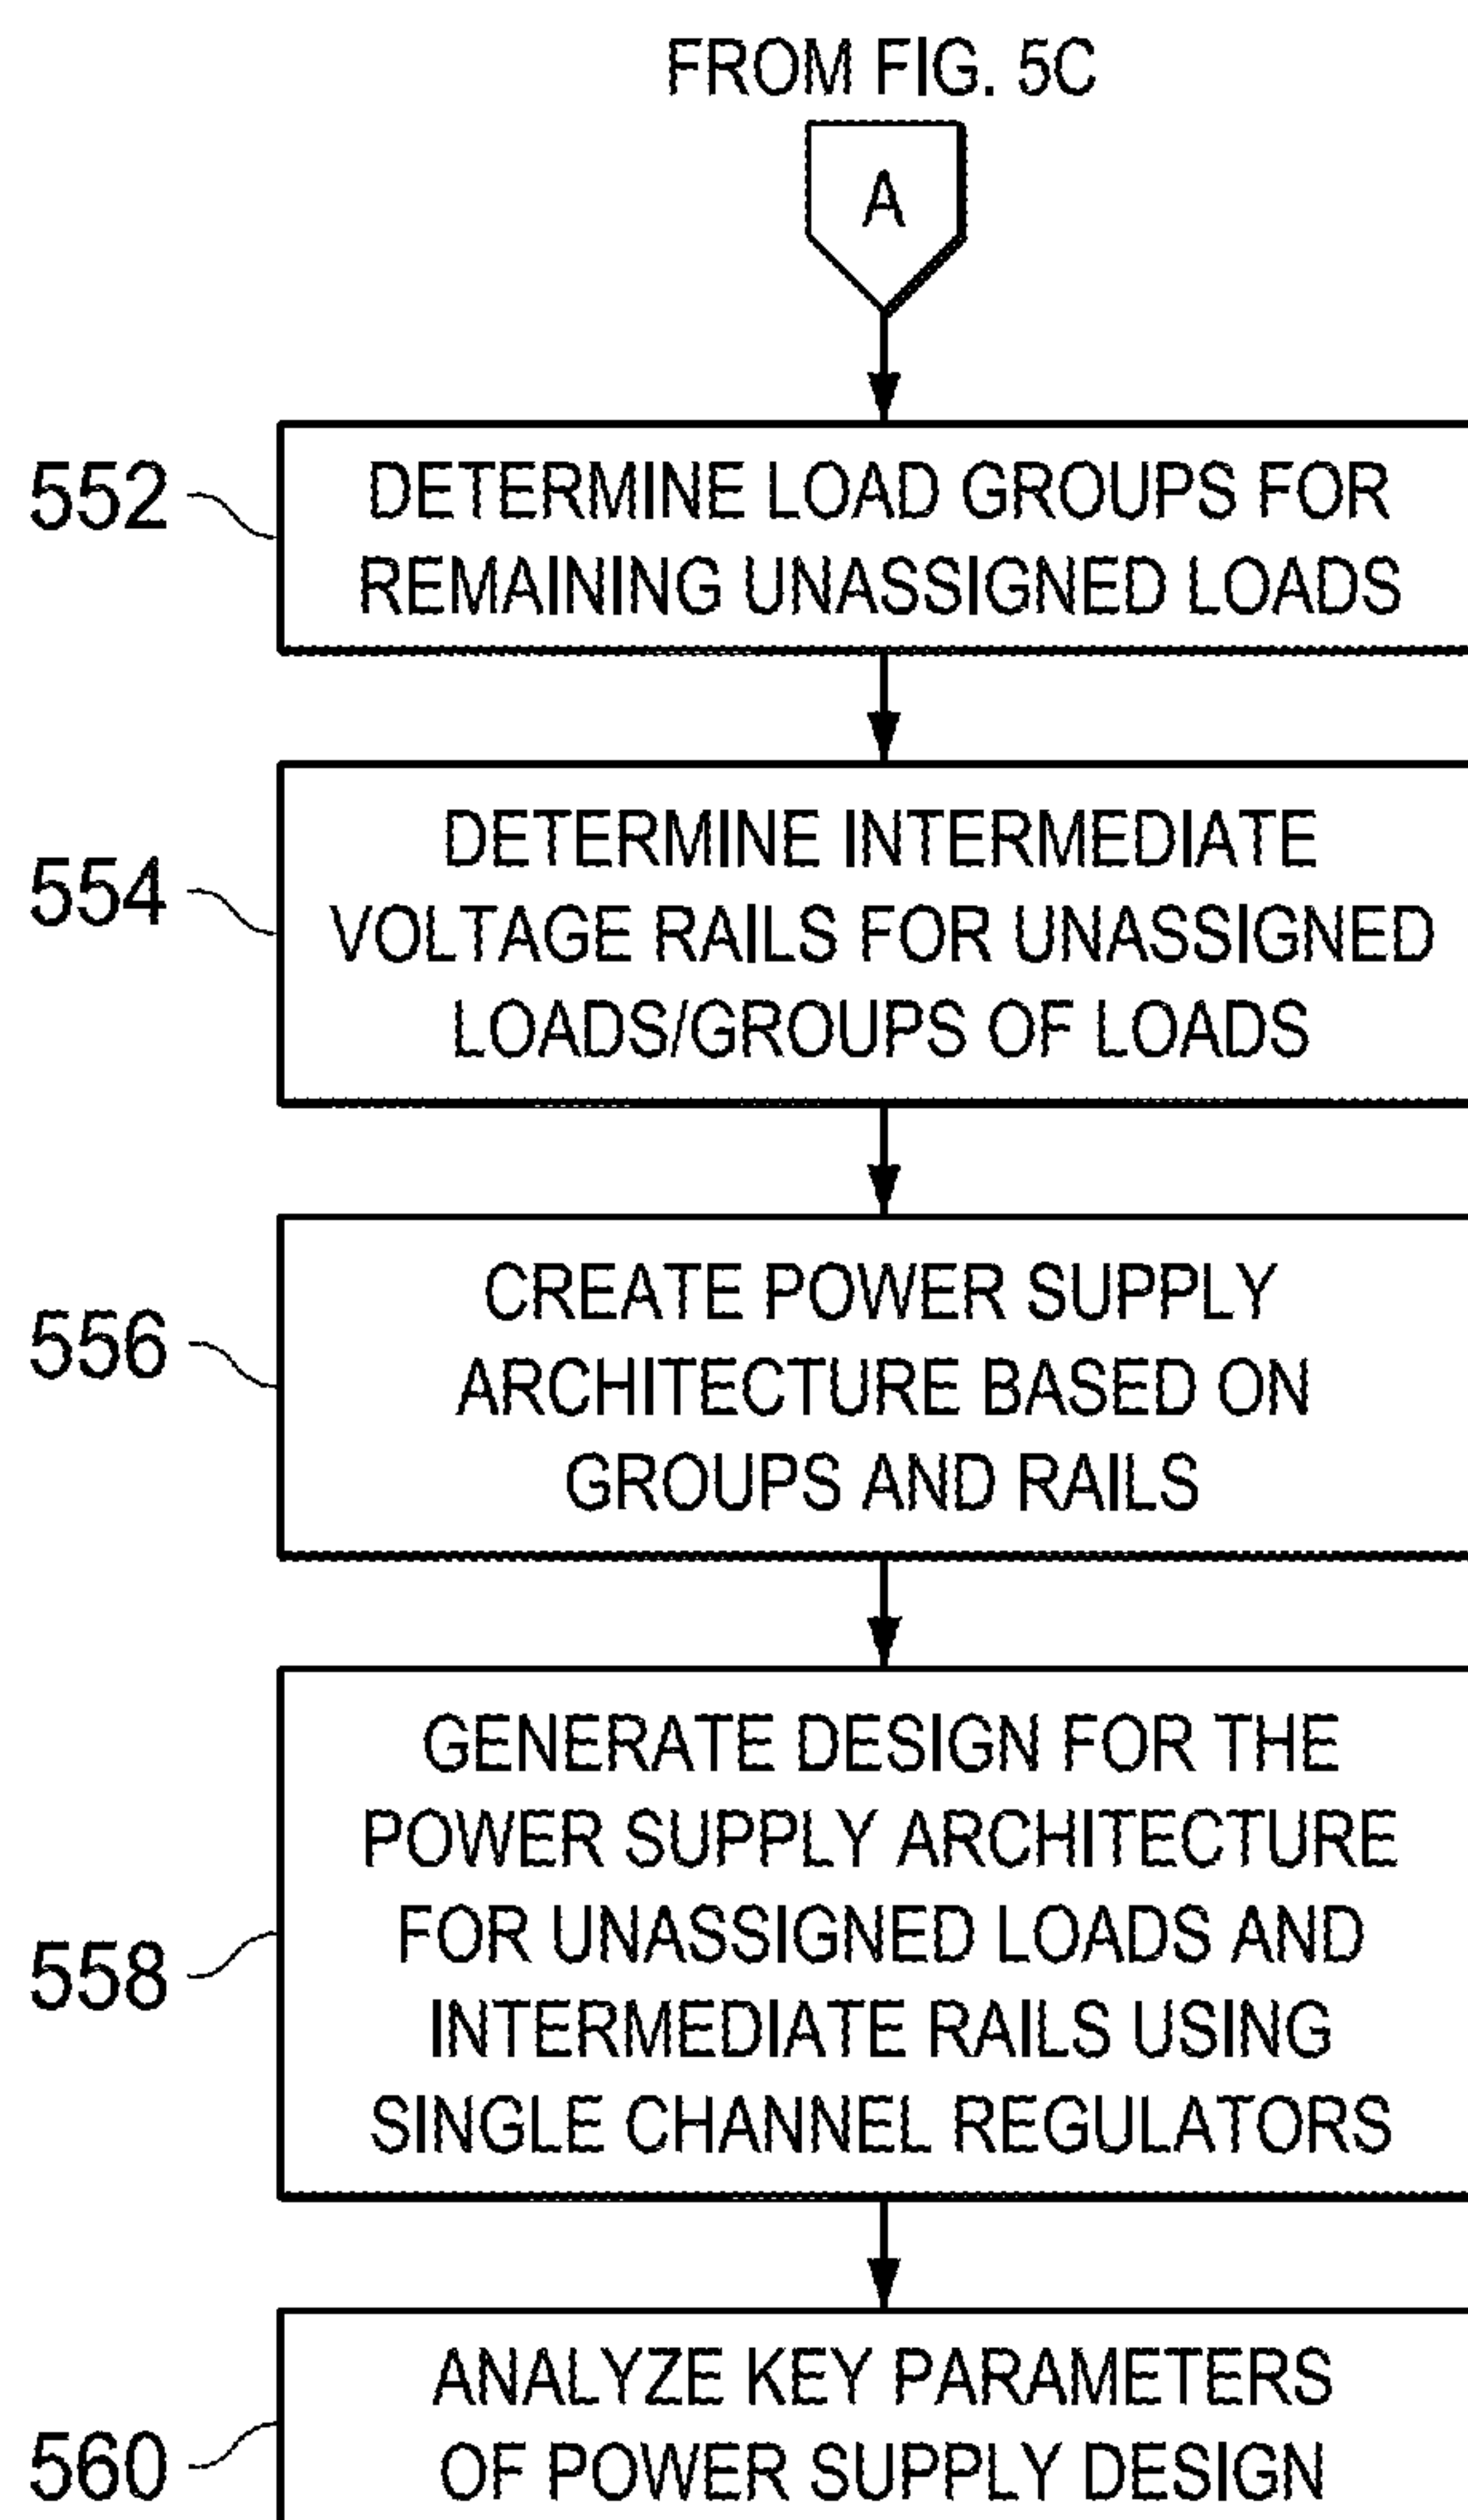 FROM FIG. 5C
A
552
DETERMINE LOAD GROUPS FOR
REMAINING UNASSIGNED LOADS
554
DETERMINE INTERMEDIATE
VOLTAGE RAILS FOR UNASSIGNED
LOADS/GROUPS OF LOADS
556
CREATE POWER SUPPLY
ARCHITECTURE BASED ON
GROUPS AND RAILS
558
GENERATE DESIGN FOR THE
POWER SUPPLY ARCHITECTURE
FOR UNASSIGNED LOADS AND
INTERMEDIATE RAILS USING
SINGLE CHANNEL REGULATORS
560
ANALYZE KEY PARAMETERS
OF POWER SUPPLY DESIGN